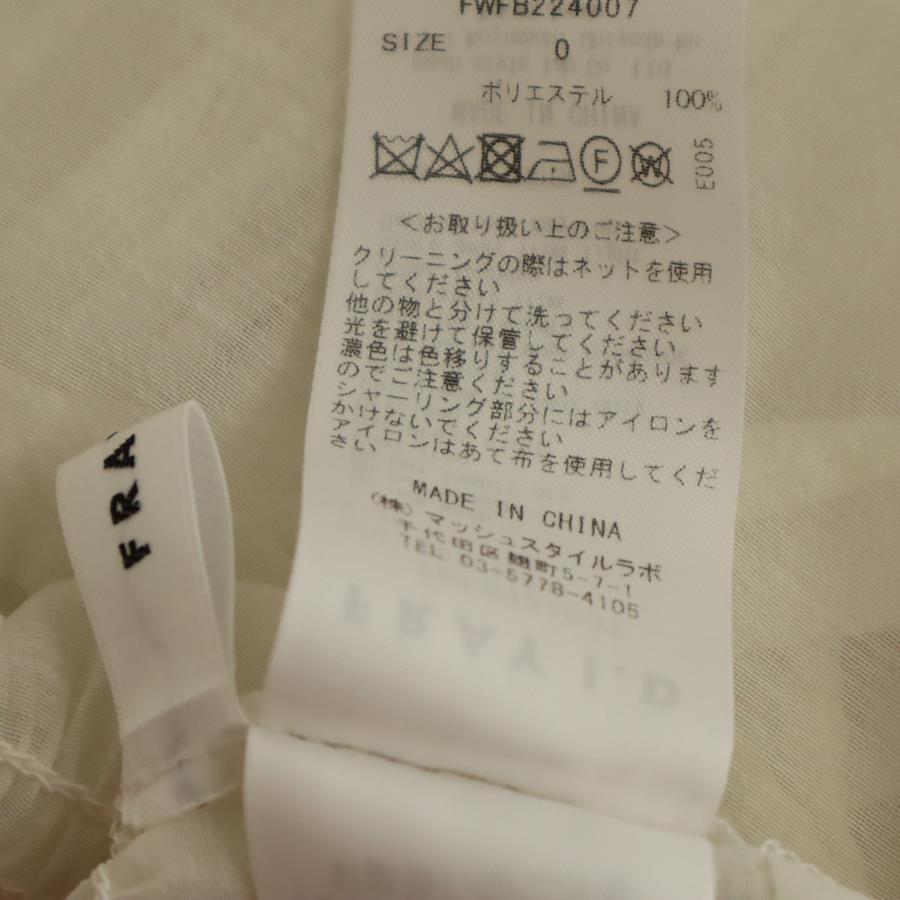 FWFB224007
SIZE 0
ポリエステル 100%
E005
F
W
＜お取り扱い上のご注意＞
クリーニングの際はネットを使用
してください
他の物と分けて洗ってください
光を避けて保管してください
濃色は色移りすることがあります
のでご注意ください
シャーリング部分にはアイロンを
かけないでください
アイロンはあて布を使用してくだ
さい
MADE IN CHINA
(株)マッシュスタイルラボ
千代田区麹町5-7-1
TEL 03-5778-4105
FRAY I.D
FRA